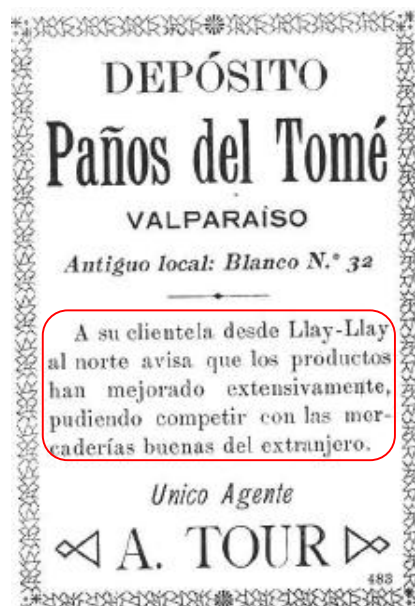 DEPÓSITO
Paños del Tomé
VALPARAÍSO
Antiguo local: Blanco N.° 32
A su clientela desde Llay-Llay
al norte avisa que los productos
han mejorado extensivamente,
pudiendo competir con las mer-
caderías buenas del extranjero.
Unico Agente
A. TOUR
483